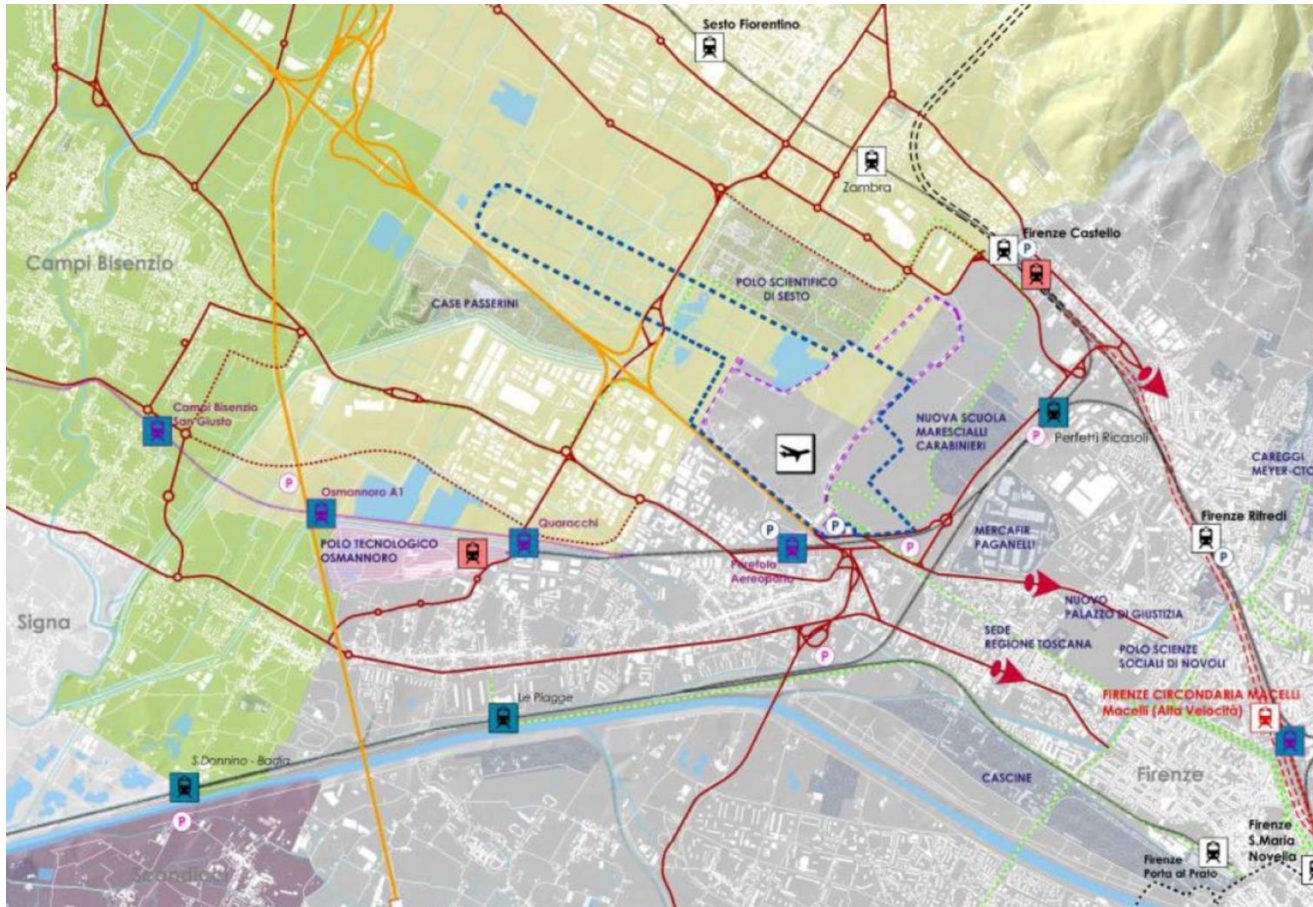 Sesto Fiorentino
Zambra
Firenze Castello
P
Campi Bisenzio
CASE PASSERINI
POLO SCIENTIFICO
DI SESTO
Campi Bisenzio
San Giusto
NUOVA SCUOLA
MARESCIALLI
CARABINIERI
P
Perfetti Ricasoli
CAREGGI
MEYER-CTO
P
Osmannoro A1
Quaracchi
P
P
P
MERCAFIR
PAGANELLI
Firenze Rifredi
P
POLO TECNOLOGICO
OSMANNORO
Peretola
Aereoporto
Signa
NUOVO
PALAZZO DI GIUSTIZIA
SEDE
REGIONE TOSCANA
POLO SCIENZE
SOCIALI DI NOVOLI
P
Le Piagge
FIRENZE CIRCONDARIA MACELLI
Macelli (Alta Velocità)
S.Donnino - Badia
CASCINE
Firenze
P
Scandicci
Firenze
S.Maria
Novella
Firenze
Porta al Prato